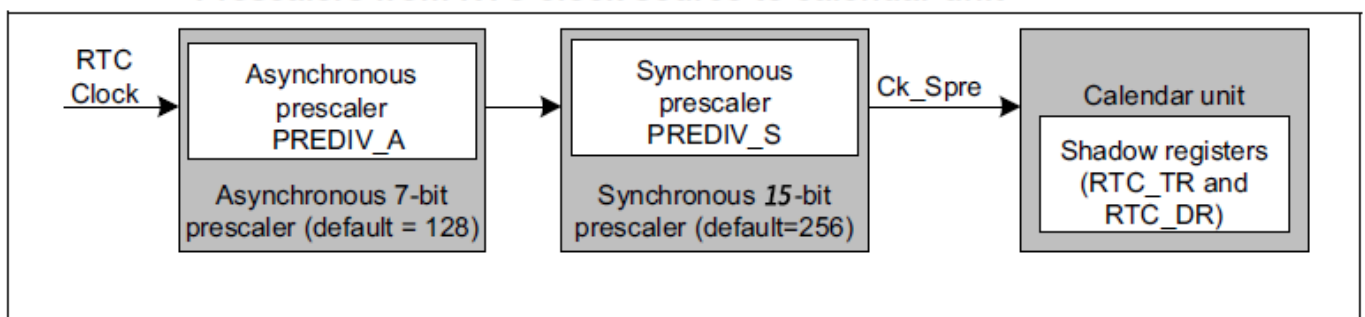 RTC
Clock
Asynchronous
prescaler
PREDIV_A
Asynchronous 7-bit
prescaler (default = 128)
Synchronous
prescaler
PREDIV_S
Synchronous 15-bit
prescaler (default=256)
Ck_Spre
Calendar unit
Shadow registers
(RTC_TR and
RTC_DR)